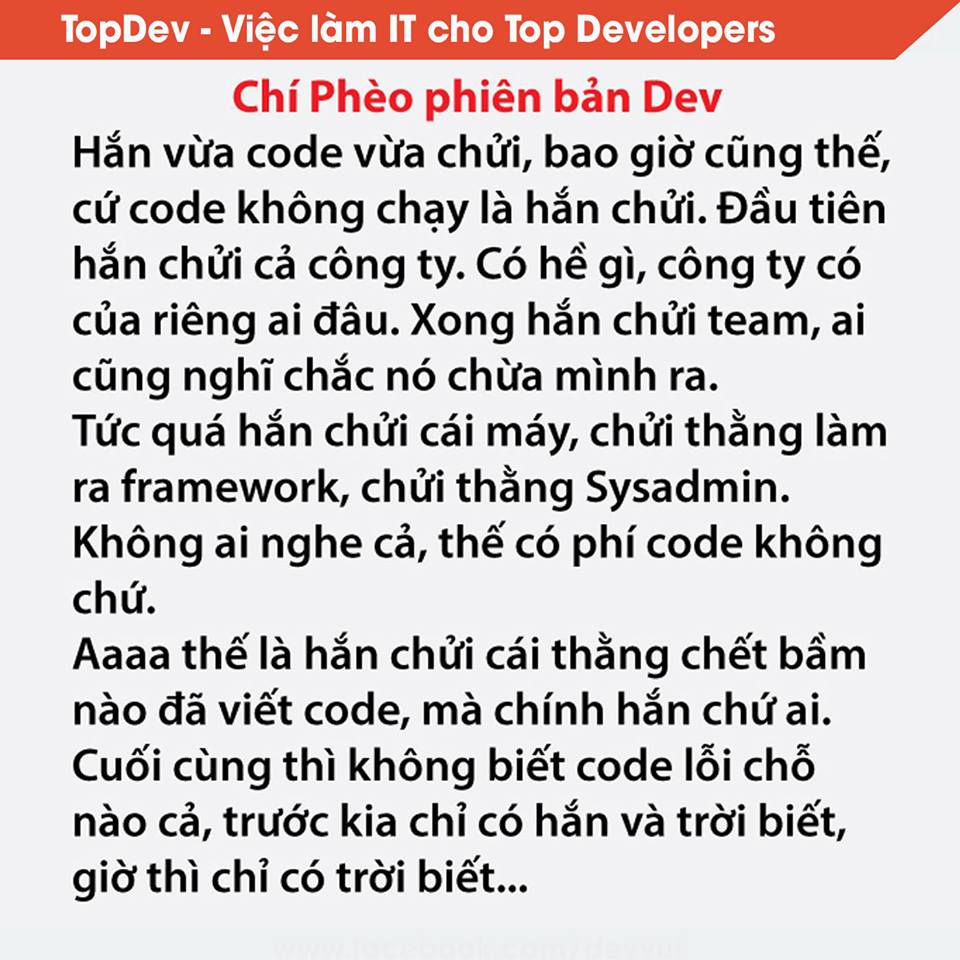 TopDev - Việc làm IT cho Top Developers
Chí Phèo phiên bản Dev
Hắn vừa code vừa chửi, bao giờ cũng thế,
cứ code không chạy là hắn chửi. Đầu tiên
hắn chửi cả công ty. Có hề gì, công ty có
của riêng ai đâu. Xong hắn chửi team, ai
cũng nghĩ chắc nó chừa mình ra.
Tức quá hắn chửi cái máy, chửi thằng làm
ra framework, chửi thằng Sysadmin.
Không ai nghe cả, thế có phí code không
chứ.
Aaaa thế là hắn chửi cái thằng chết bầm
nào đã viết code, mà chính hắn chứ ai.
Cuối cùng thì không biết code lỗi chỗ
nào cả, trước kia chỉ có hắn và trời biết,
giờ thì chỉ có trời biết...